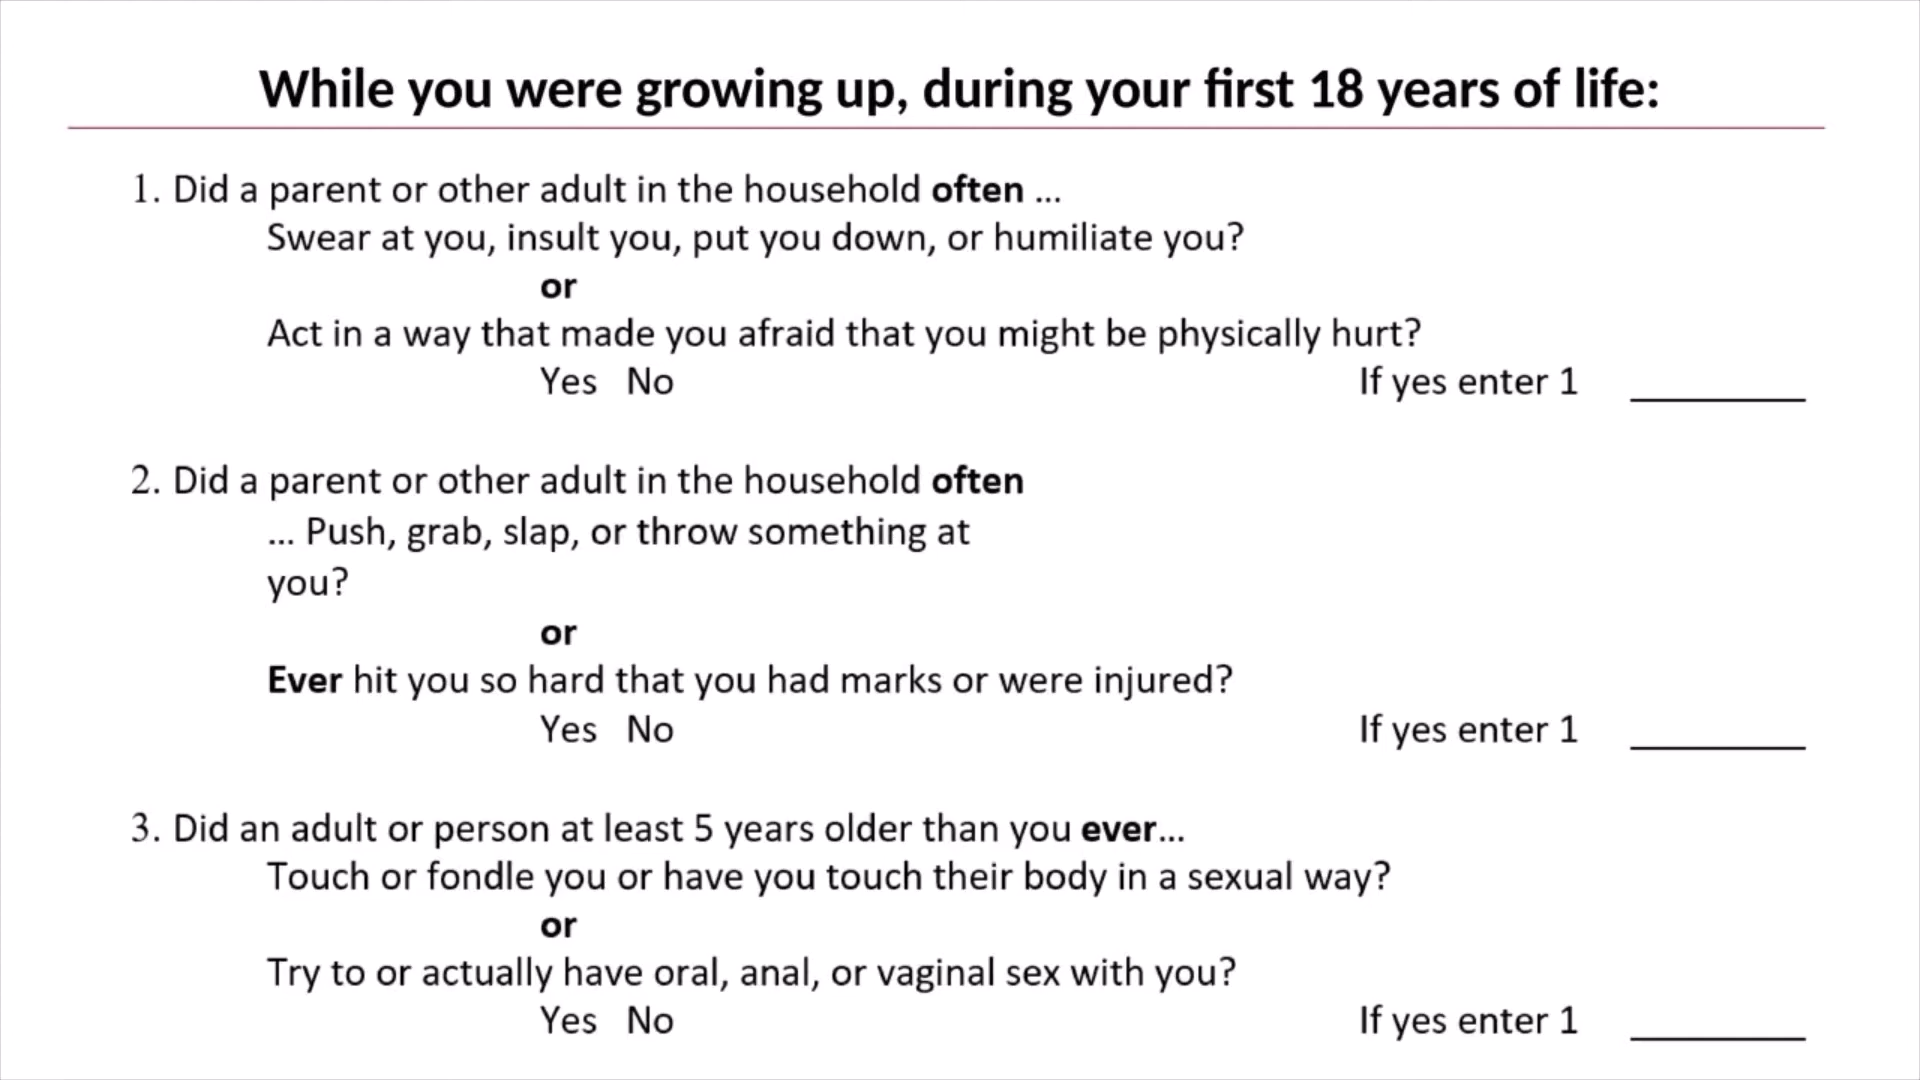 While you were growing up, during your first 18 years of life:
1. Did a parent or other adult in the household often ...
Swear at you, insult you, put you down, or humiliate you?
or
Act in a way that made you afraid that you might be physically hurt?
Yes No If yes enter 1 ________
2. Did a parent or other adult in the household often
... Push, grab, slap, or throw something at
you?
or
Ever hit you so hard that you had marks or were injured?
Yes No If yes enter 1 ________
3. Did an adult or person at least 5 years older than you ever...
Touch or fondle you or have you touch their body in a sexual way?
or
Try to or actually have oral, anal, or vaginal sex with you?
Yes No If yes enter 1 ________